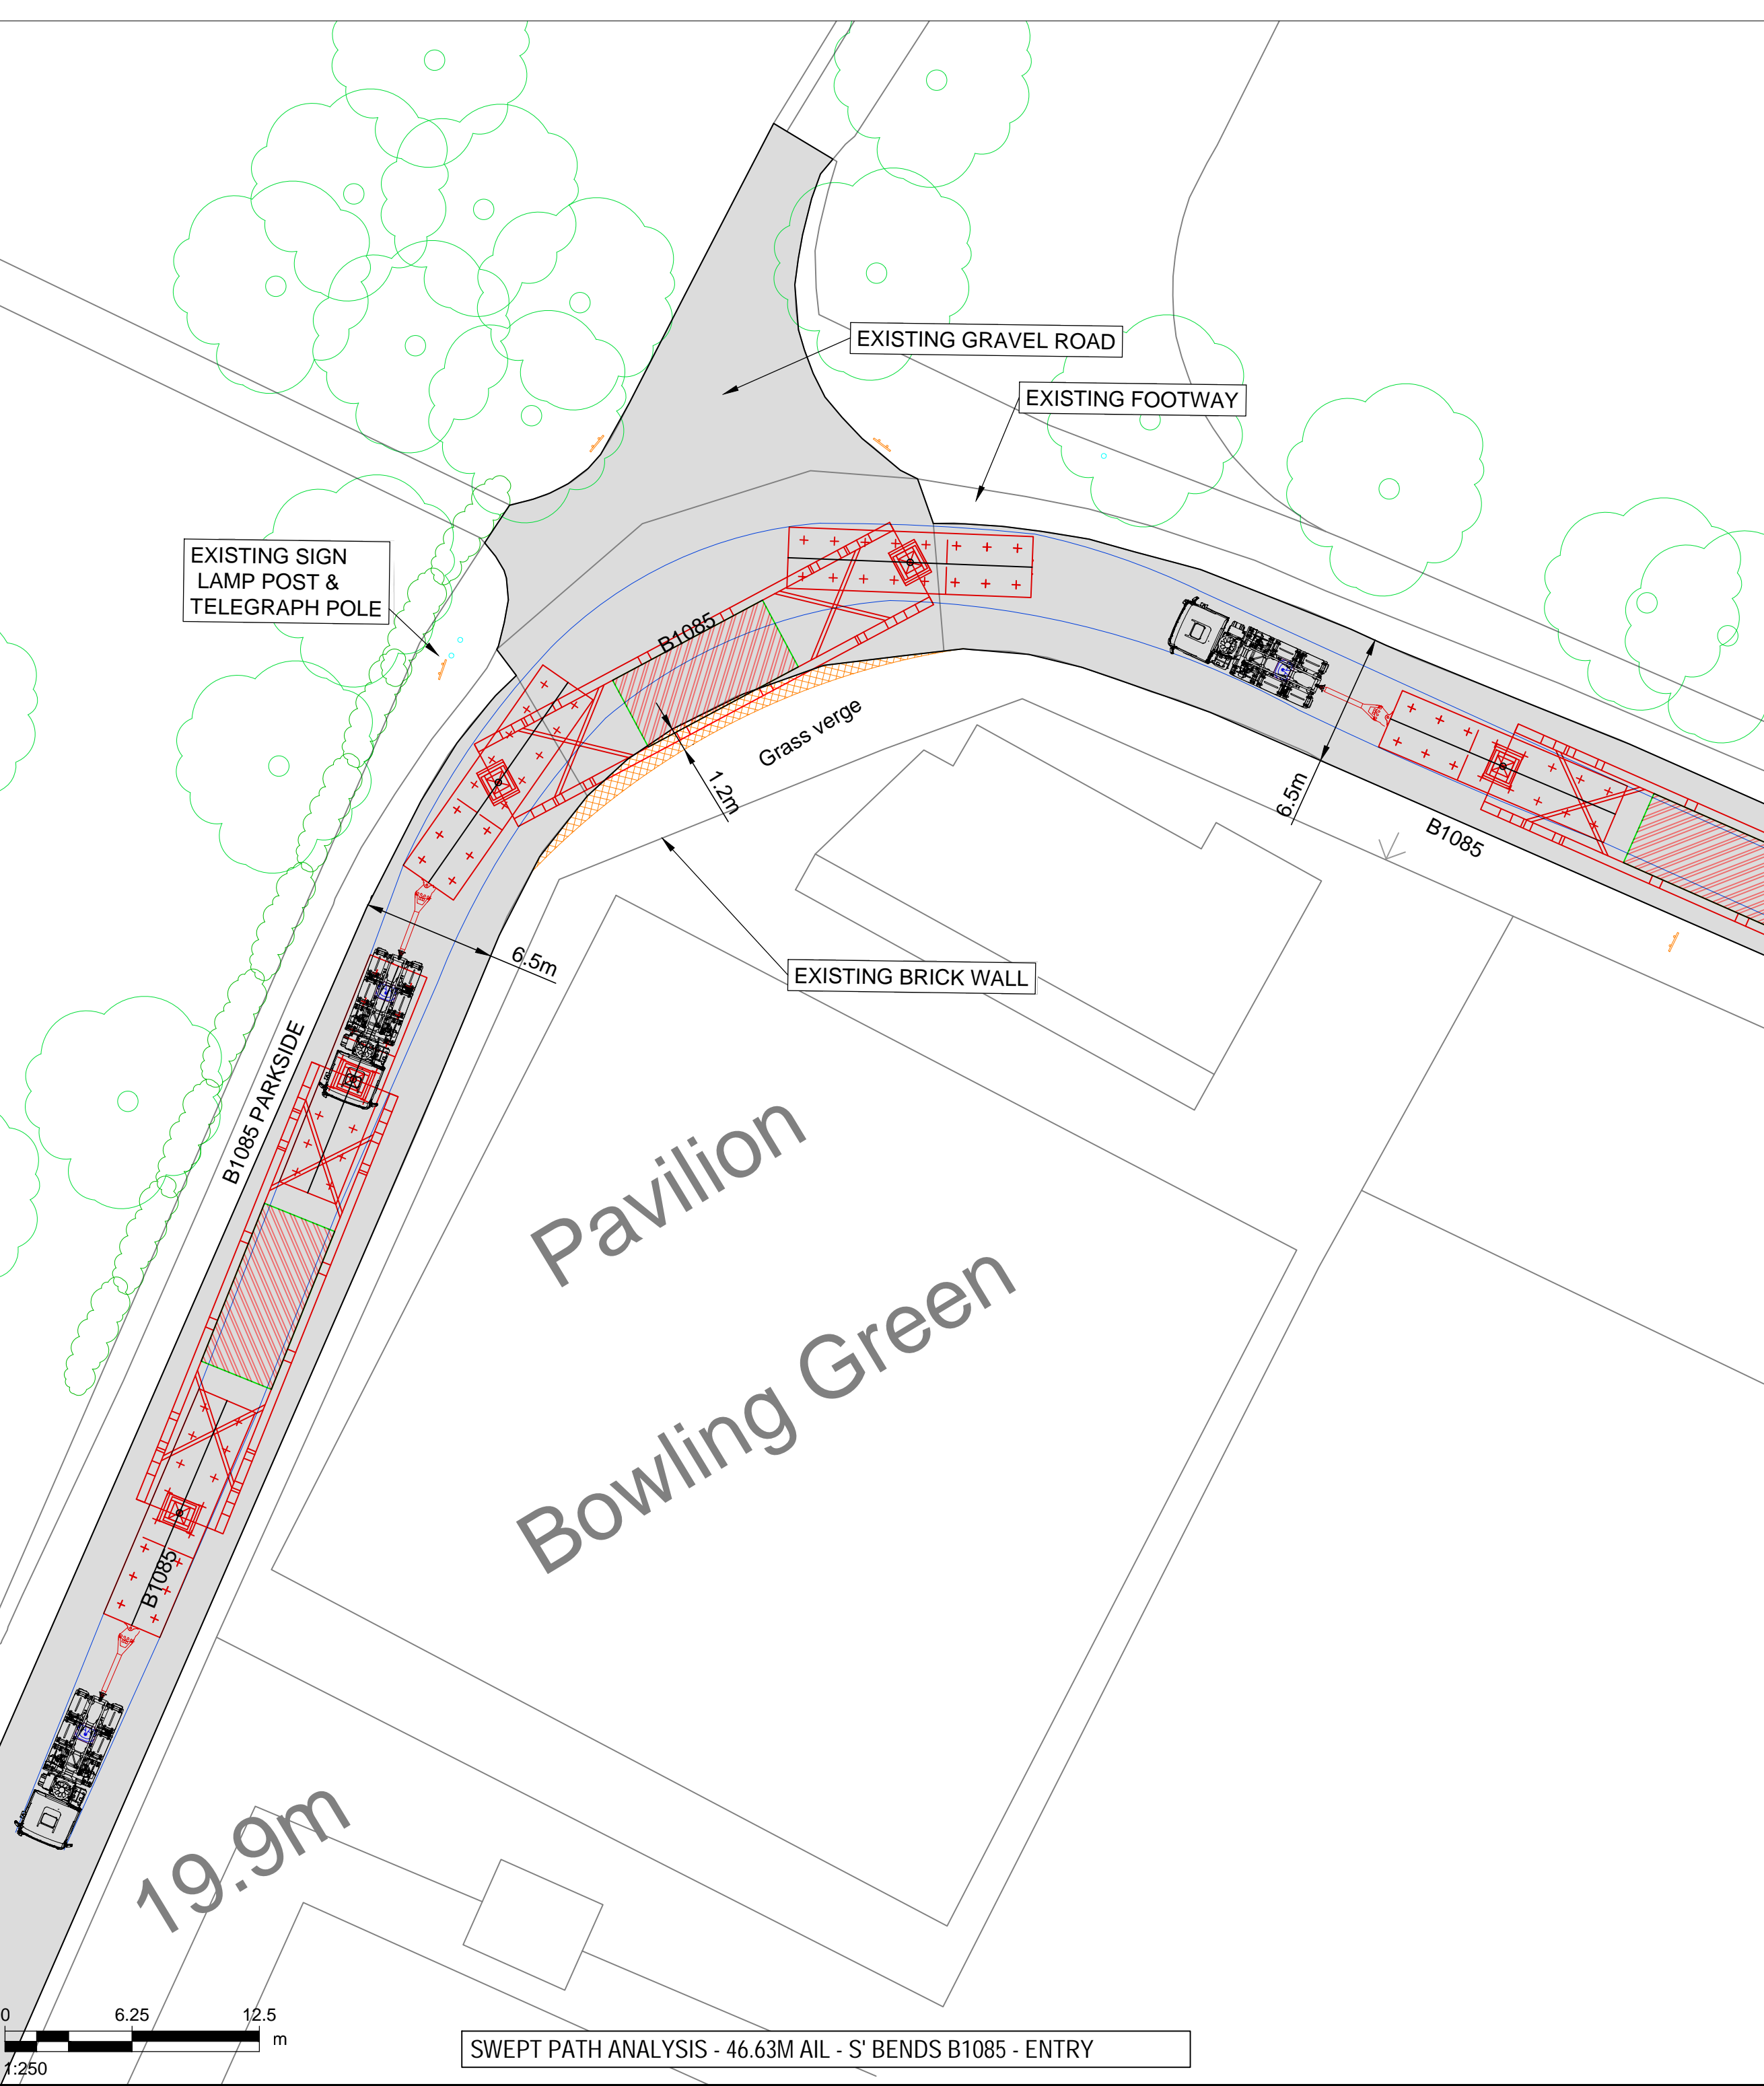 EXISTING GRAVEL ROAD
EXISTING FOOTWAY
EXISTING SIGN
LAMP POST &
TELEGRAPH POLE
B1085
Grass verge
1.2m
6.5m
B1085
6.5m
EXISTING BRICK WALL
B1085 PARKSIDE
Pavilion
Bowling Green
B1085
19.9m
0 6.25 12.5
m
1:250
SWEPT PATH ANALYSIS - 46.63M AIL - S' BENDS B1085 - ENTRY